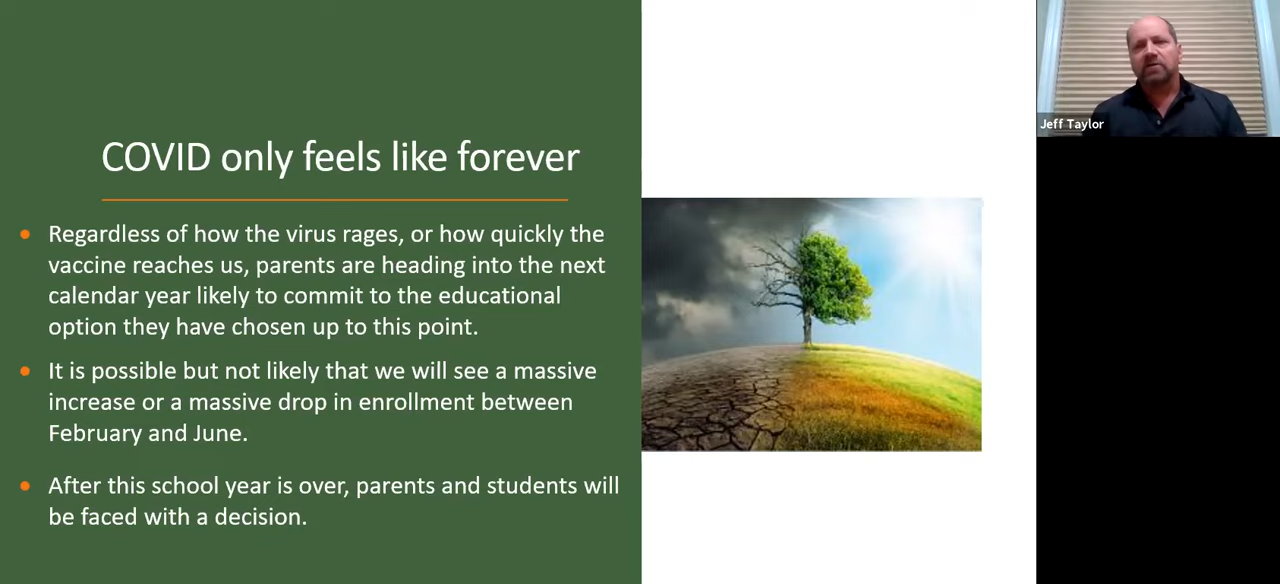 COVID only feels like forever
Regardless of how the virus rages, or how quickly the
vaccine reaches us, parents are heading into the next
calendar year likely to commit to the educational
option they have chosen up to this point.
It is possible but not likely that we will see a massive
increase or a massive drop in enrollment between
February and June.
After this school year is over, parents and students will
be faced with a decision.
Jeff Taylor